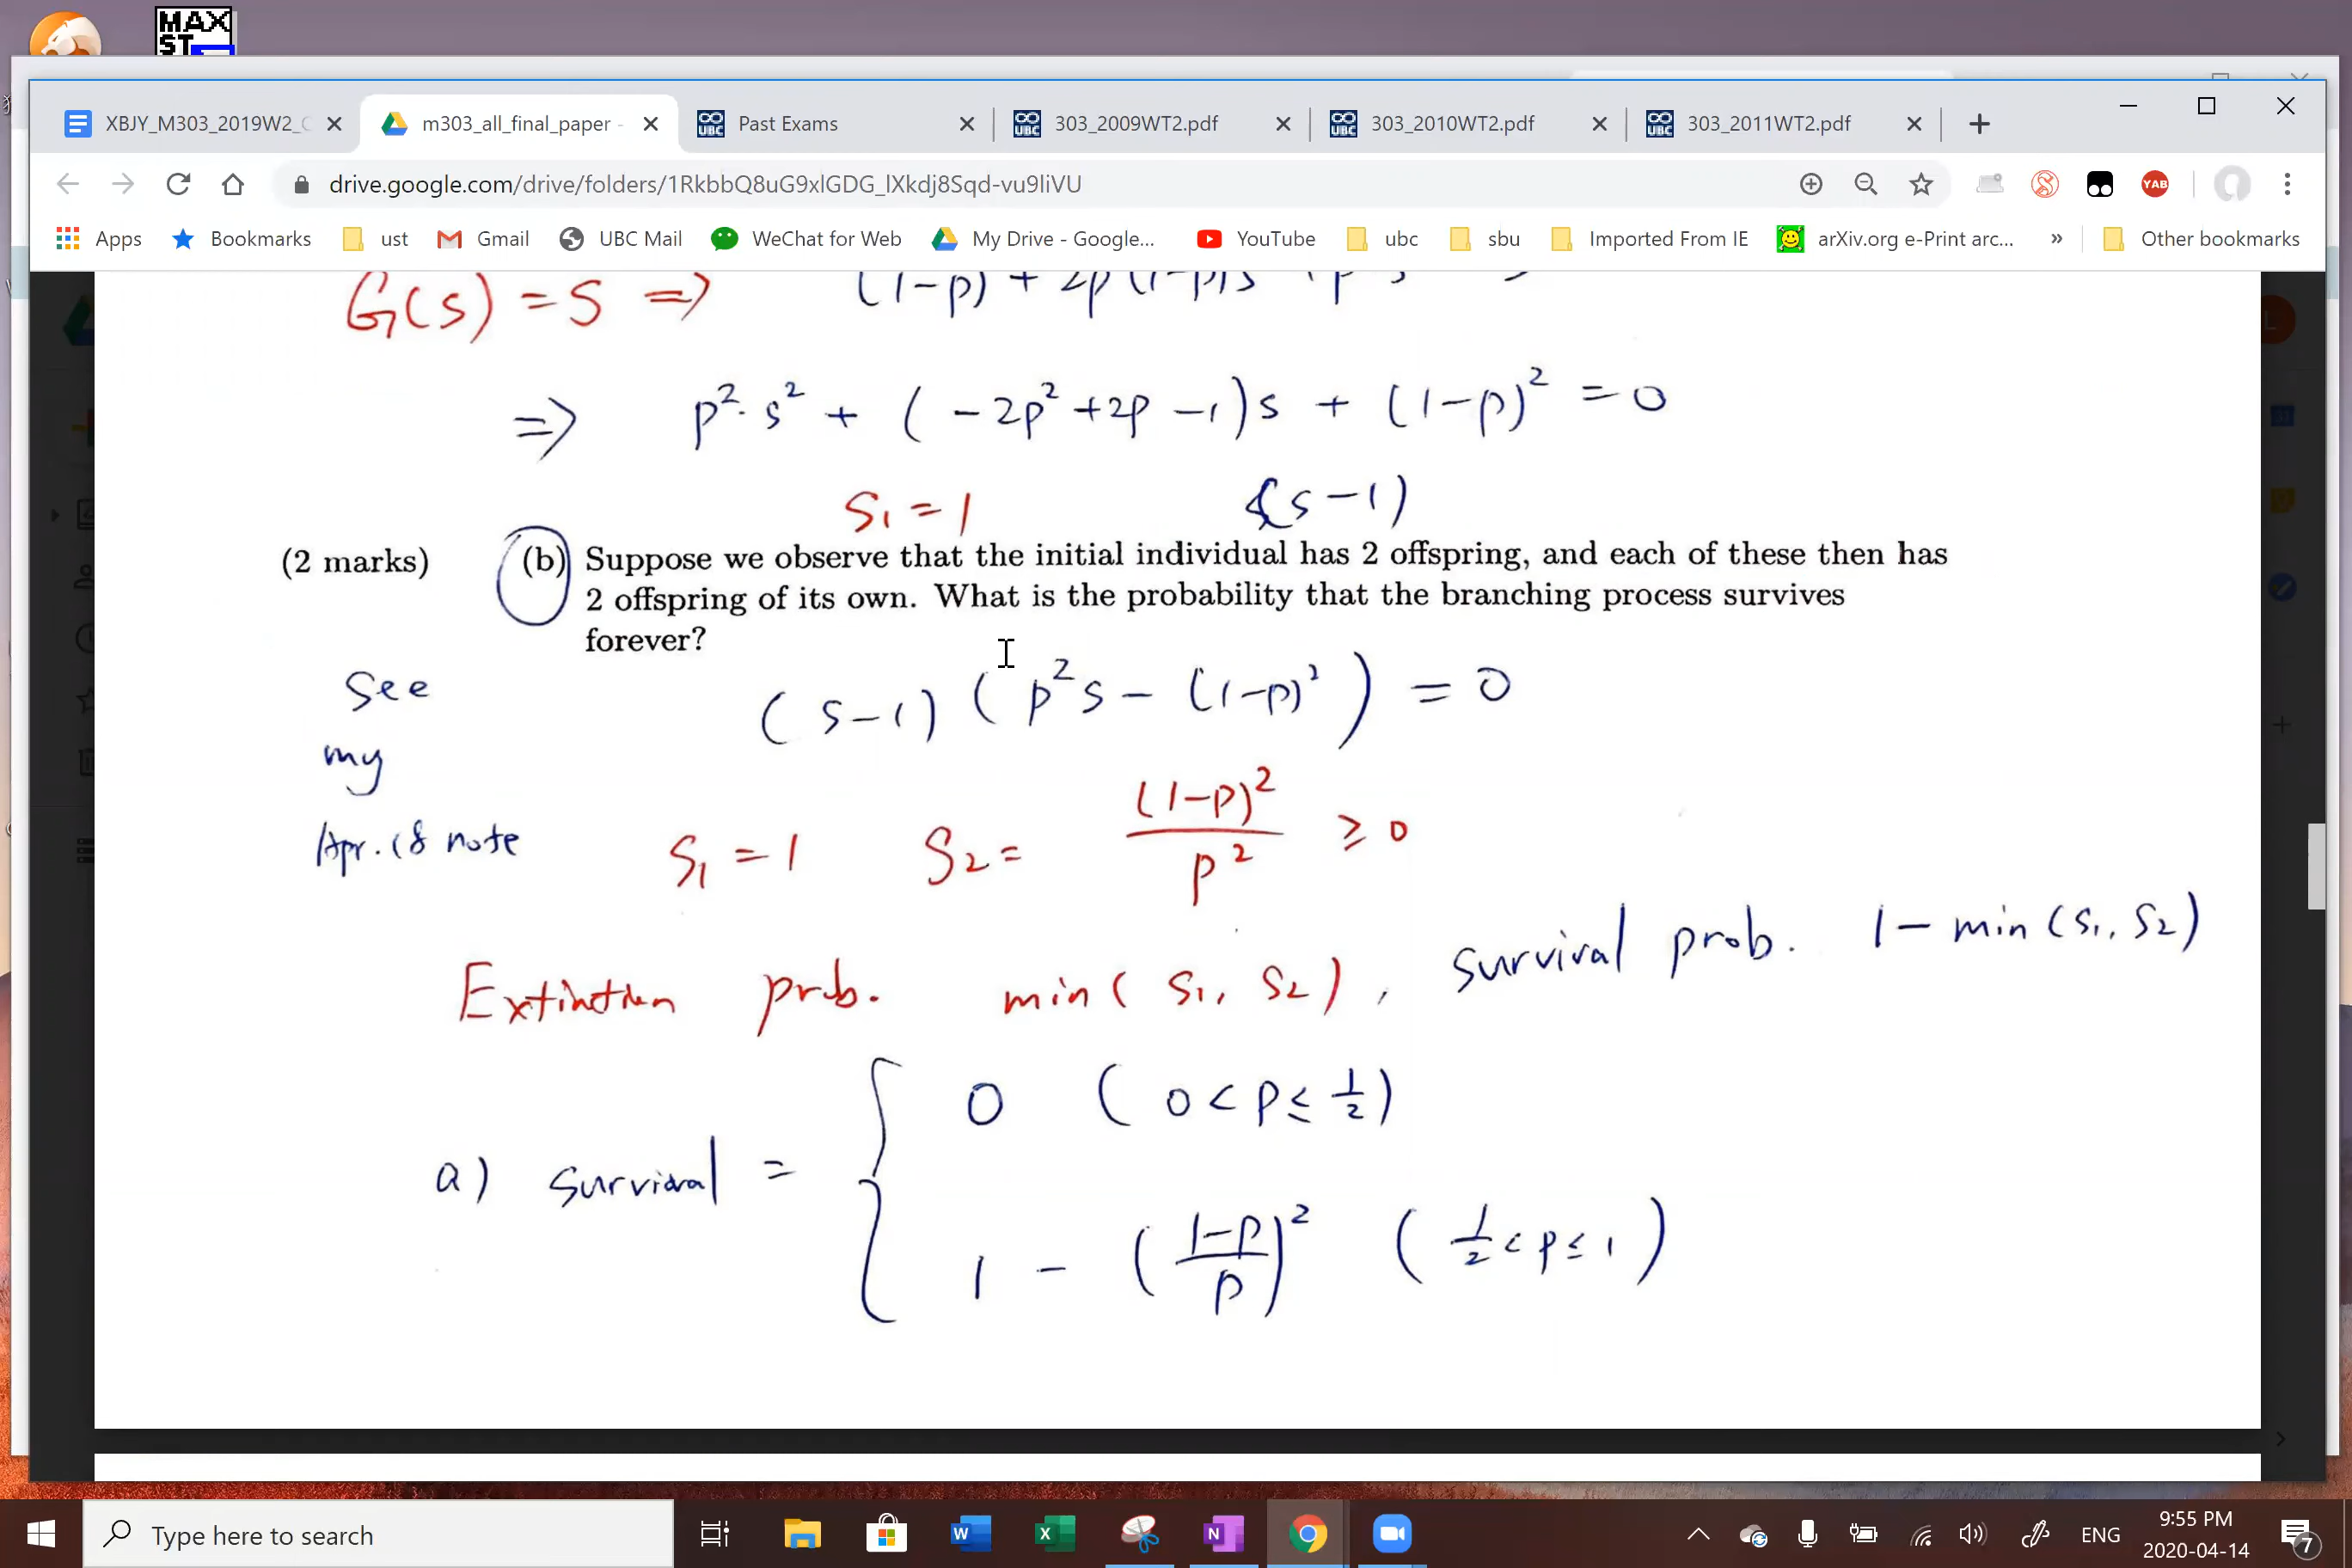 MAX
ST
XBJY_M303_2019W2_C
m303_all_final_paper -
Past Exams
303_2009WT2.pdf
303_2010WT2.pdf
303_2011WT2.pdf
drive.google.com/drive/folders/1RkbbQ8uG9xlGDG_lXkdj8Sqd-vu9liVU
YAB
Apps
Bookmarks
ust
Gmail
UBC Mail
WeChat for Web
My Drive - Google...
YouTube
ubc
sbu
Imported From IE
arXiv.org e-Print arc...
»
Other bookmarks
G(s) = S ⇒
⇒ p²·s² + (-2p²+2p-1)s + (1-p)² = 0
S₁ = 1 (s-1)
(2 marks) (b) Suppose we observe that the initial individual has 2 offspring, and each of these then has
2 offspring of its own. What is the probability that the branching process survives
forever?
See
my
Apr. 18 note
(s-1)(p²s-(1-p)²) = 0
S₁ = 1 S₂ = (1-p)²/p² ≥ 0
Extinction prob. min(S₁, S₂), survival prob. 1 - min(S₁, S₂)
a) survival = { 0 (0 < p ≤ 1/2)
1 - ((1-p)/p)² (1/2 < p ≤ 1)
Type here to search
ENG
9:55 PM
2020-04-14
7